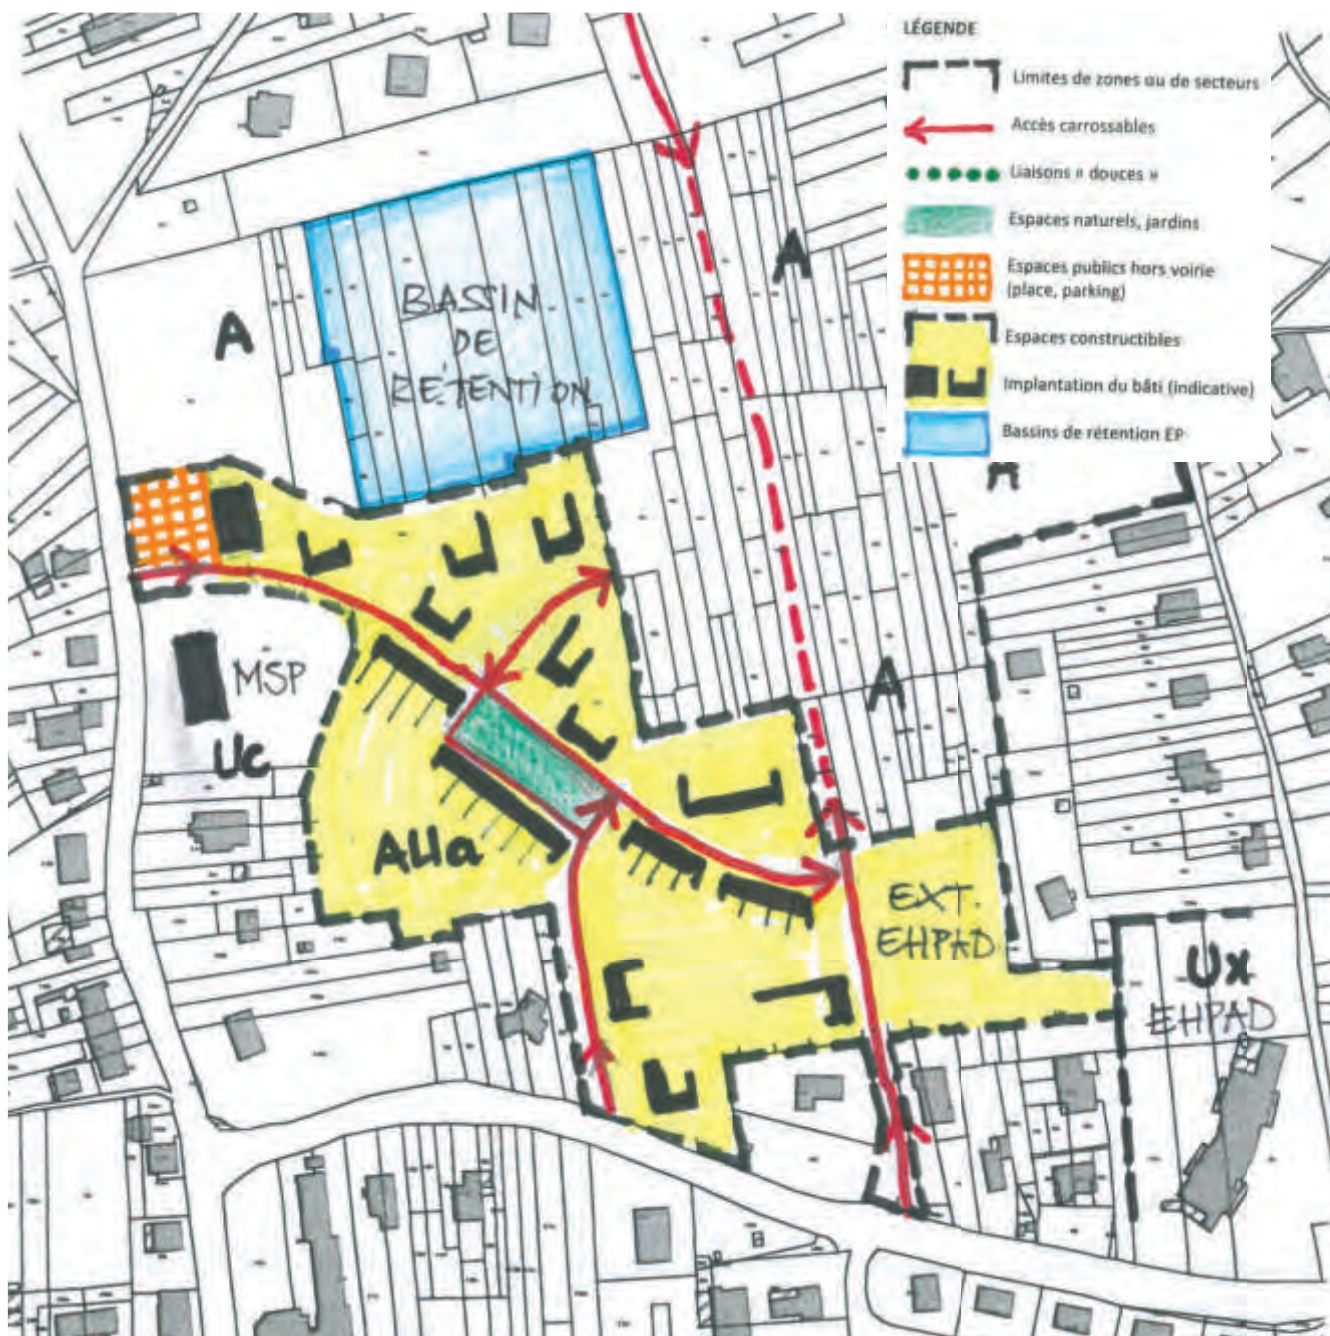 LÉGENDE
Limites de zones ou de secteurs
Accès carrossables
Liaisons « douces »
Espaces naturels, jardins
Espaces publics hors voirie
(place, parking)
Espaces constructibles
Implantation du bâti (indicative)
Bassins de rétention EP
A
A
BASSIN
DE
RÉTENTION
A
MSP
Uc
A
AUa
EXT.
EHPAD
Ux
EHPAD